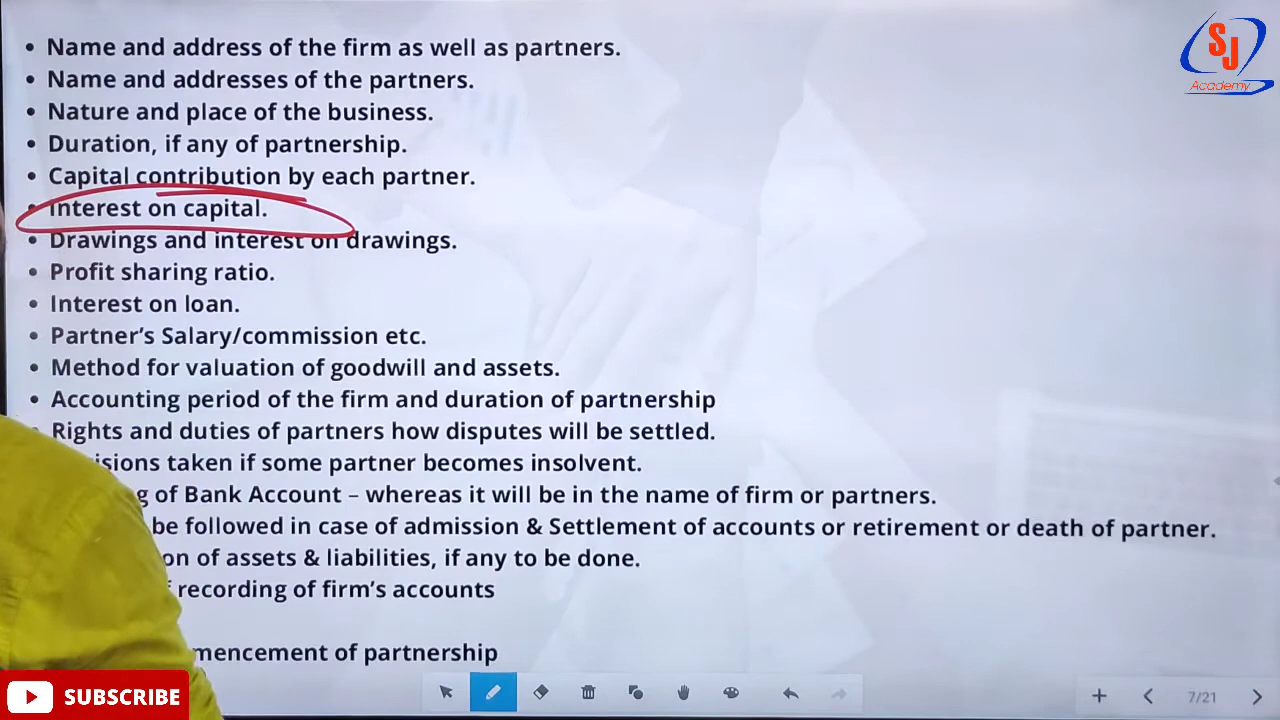 SJ
Academy
• Name and address of the firm as well as partners.
• Name and addresses of the partners.
• Nature and place of the business.
• Duration, if any of partnership.
• Capital contribution by each partner.
• Interest on capital.
• Drawings and interest on drawings.
• Profit sharing ratio.
• Interest on loan.
• Partner’s Salary/commission etc.
• Method for valuation of goodwill and assets.
• Accounting period of the firm and duration of partnership
• Rights and duties of partners how disputes will be settled.
isions taken if some partner becomes insolvent.
g of Bank Account – whereas it will be in the name of firm or partners.
be followed in case of admission & Settlement of accounts or retirement or death of partner.
on of assets & liabilities, if any to be done.
recording of firm’s accounts
mencement of partnership
SUBSCRIBE
7/21